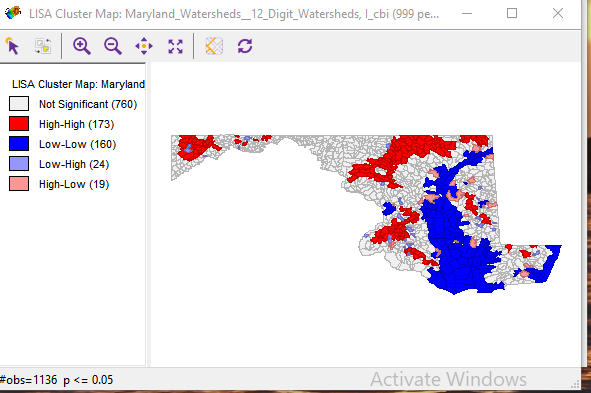 LISA Cluster Map: Maryland_Watersheds__12_Digit_Watersheds, I_cbi (999 pe...
LISA Cluster Map: Maryland
Not Significant (760)
High-High (173)
Low-Low (160)
Low-High (24)
High-Low (19)
#obs=1136 p <= 0.05
Activate Windows